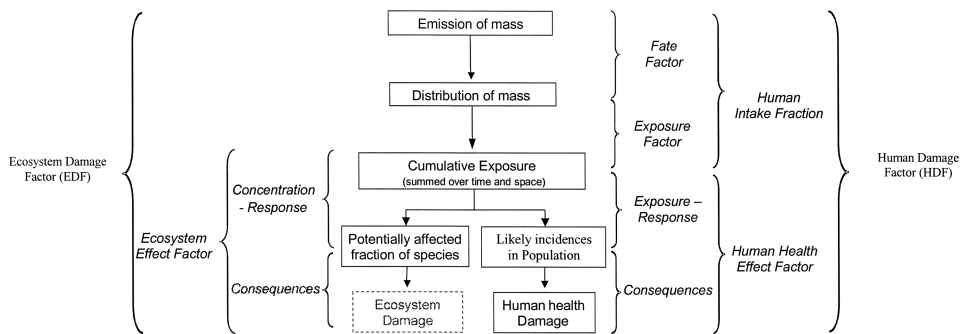 Emission of mass
Fate
Factor
Distribution of mass
Human
Intake Fraction
Exposure
Factor
Ecosystem Damage
Factor (EDF)
Cumulative Exposure
(summed over time and space)
Human Damage
Factor (HDF)
Concentration
- Response
Exposure –
Response
Ecosystem
Effect Factor
Potentially affected
fraction of species
Likely incidences
in Population
Human Health
Effect Factor
Consequences
Ecosystem
Damage
Human health
Damage
Consequences